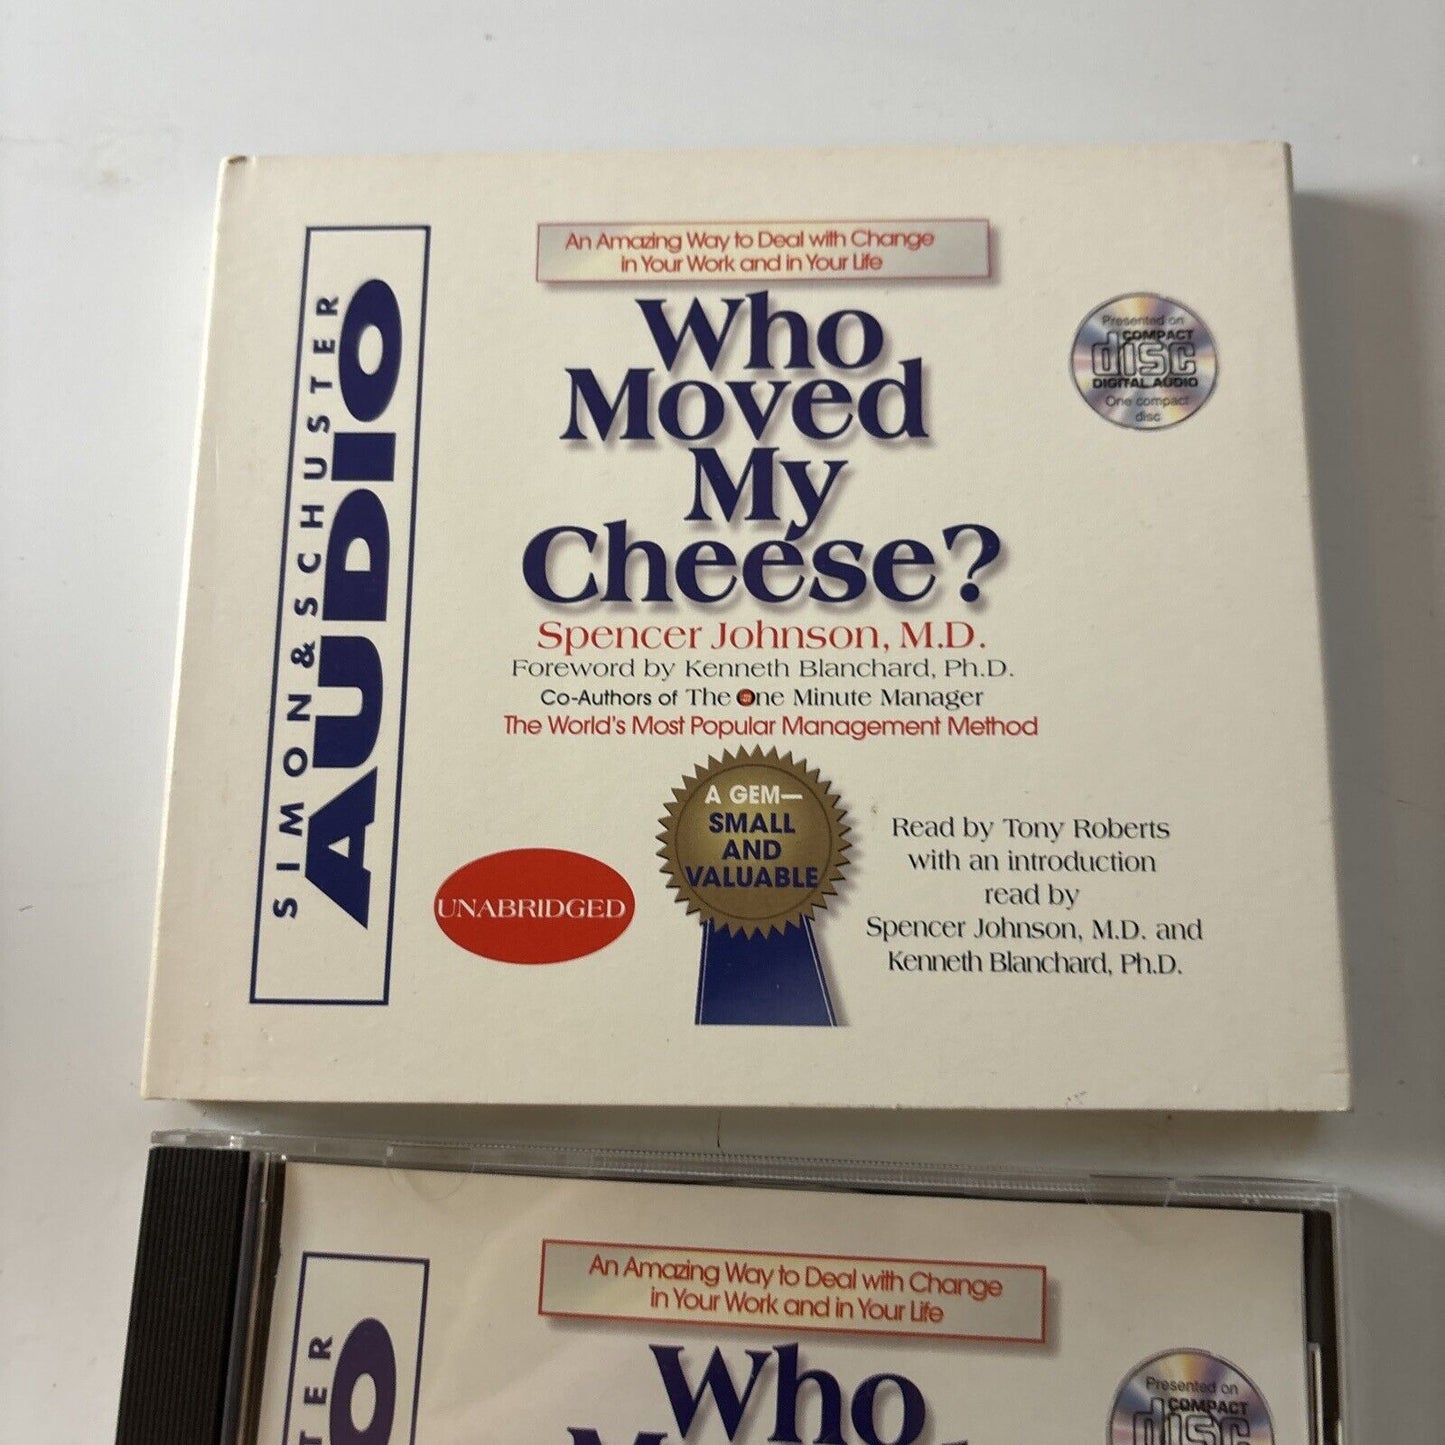 An Amazing Way to Deal with Change
in Your Work and in Your Life
SIMON & SCHUSTER
AUDIO
Who
Moved
My
Cheese?
Presented on
COMPACT
disc
DIGITAL AUDIO
One compact
disc
Spencer Johnson, M.D.
Foreword by Kenneth Blanchard, Ph.D.
Co-Authors of The One Minute Manager
The World's Most Popular Management Method
A GEM—
SMALL
AND
VALUABLE
UNABRIDGED
Read by Tony Roberts
with an introduction
read by
Spencer Johnson, M.D. and
Kenneth Blanchard, Ph.D.
An Amazing Way to Deal with Change
in Your Work and in Your Life
Who
Presented on
COMPACT
disc